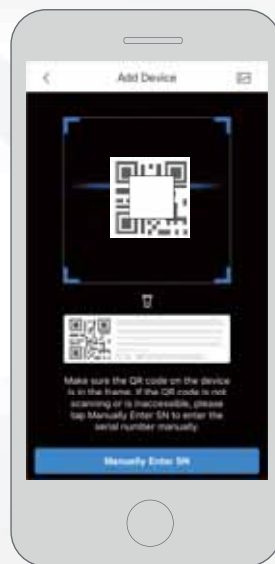 Add Device
Make sure the QR code on the device
is in the frame. If the QR code is not
scanning or is inaccessible, please
tap Manually Enter SN to enter the
serial number manually.
Manually Enter SN